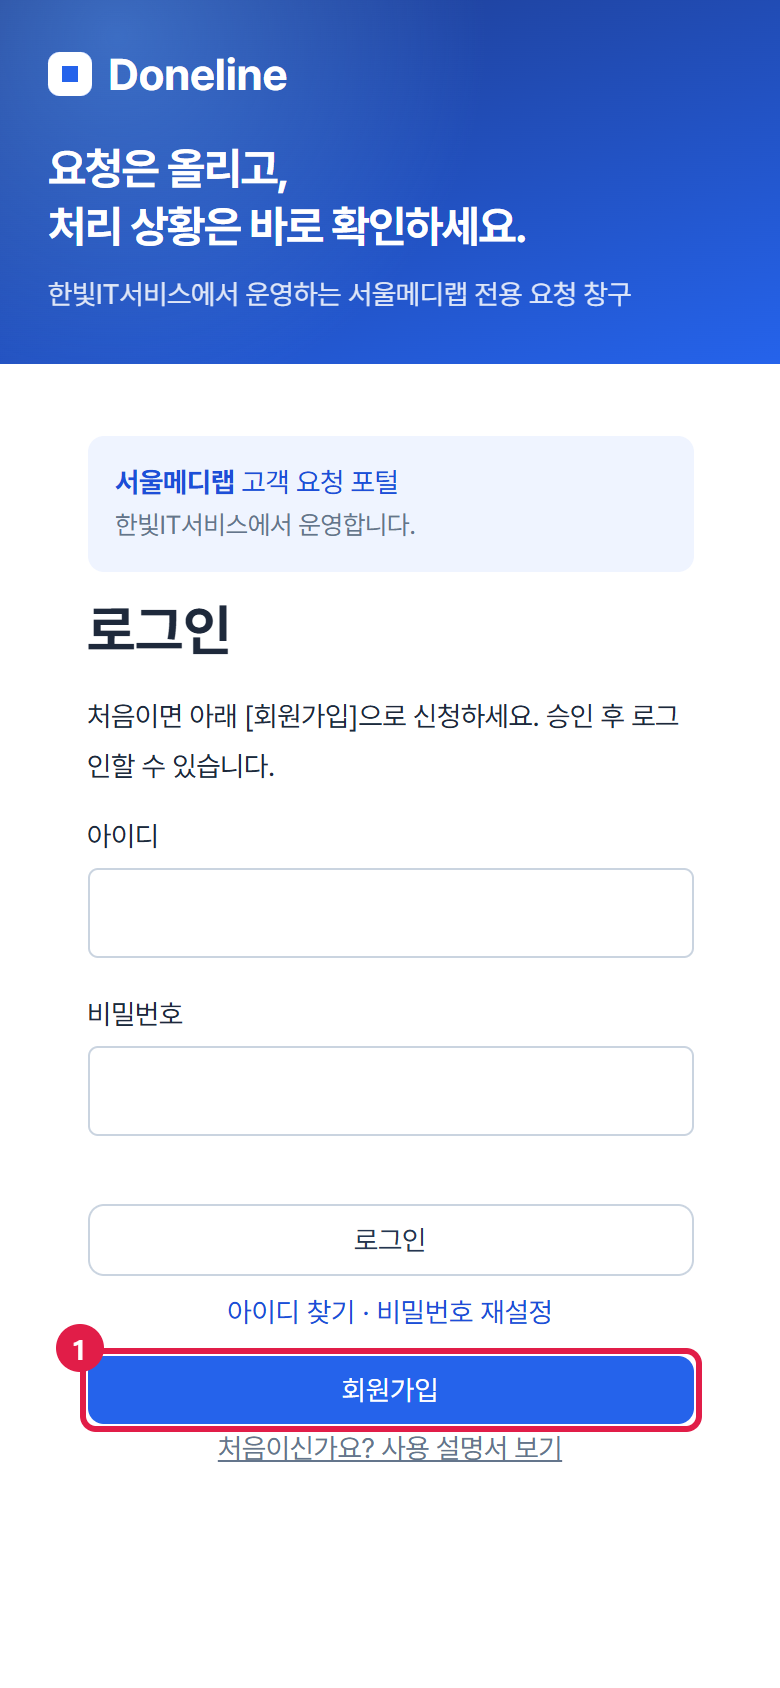 Doneline
요청은 올리고,
처리 상황은 바로 확인하세요.
한빛IT서비스에서 운영하는 서울메디랩 전용 요청 창구
서울메디랩 고객 요청 포털
한빛IT서비스에서 운영합니다.
로그인
처음이면 아래 [회원가입]으로 신청하세요. 승인 후 로그
인할 수 있습니다.
아이디
비밀번호
로그인
아이디 찾기 · 비밀번호 재설정
1
회원가입
처음이신가요? 사용 설명서 보기